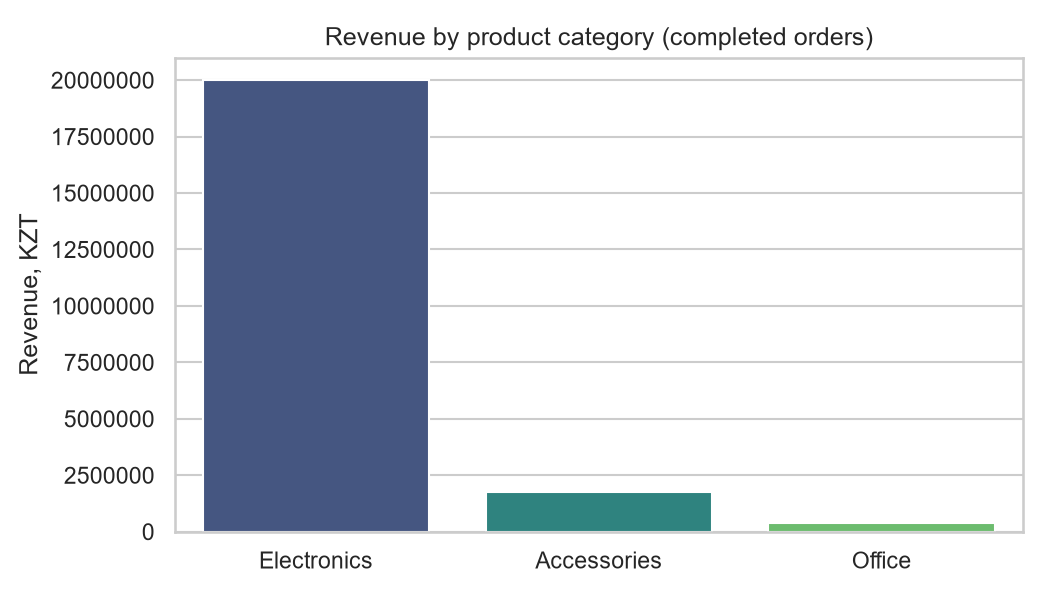 Revenue by product category (completed orders)
Revenue, KZT
20000000
17500000
15000000
12500000
10000000
7500000
5000000
2500000
0
Electronics
Accessories
Office